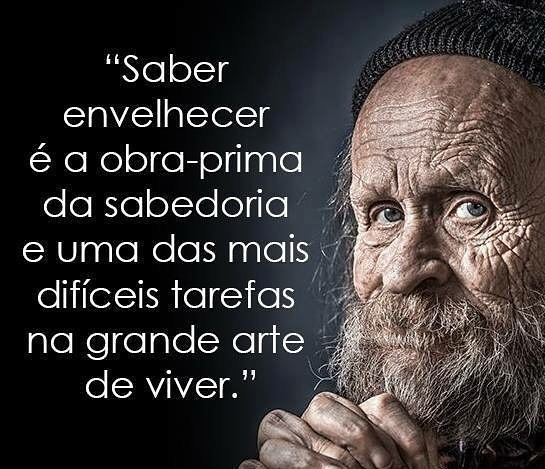 “Saber
envelhecer
é a obra-prima
da sabedoria
e uma das mais
difíceis tarefas
na grande arte
de viver.”